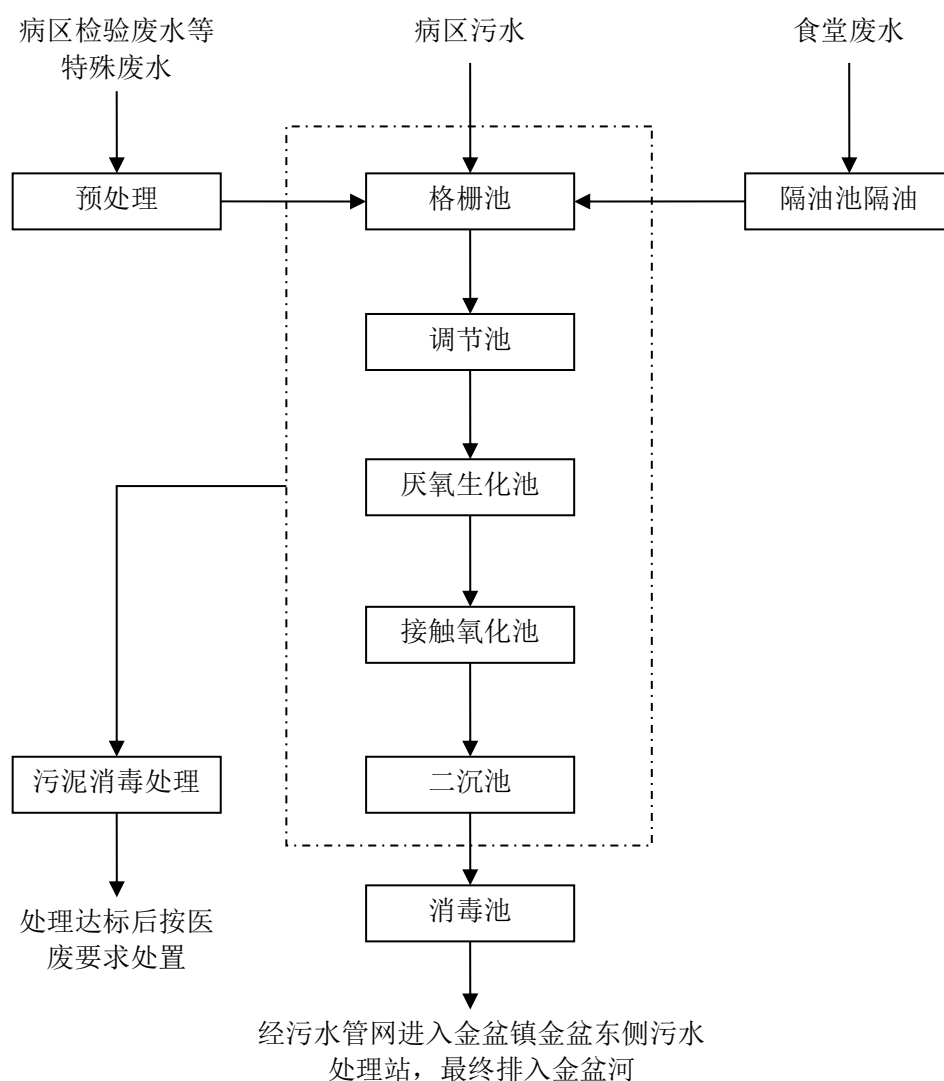 病区检验废水等
特殊废水
病区污水
食堂废水
预处理
格栅池
隔油池隔油
调节池
厌氧生化池
接触氧化池
污泥消毒处理
二沉池
消毒池
处理达标后按医
废要求处置
经污水管网进入金盆镇金盆东侧污水
处理站，最终排入金盆河